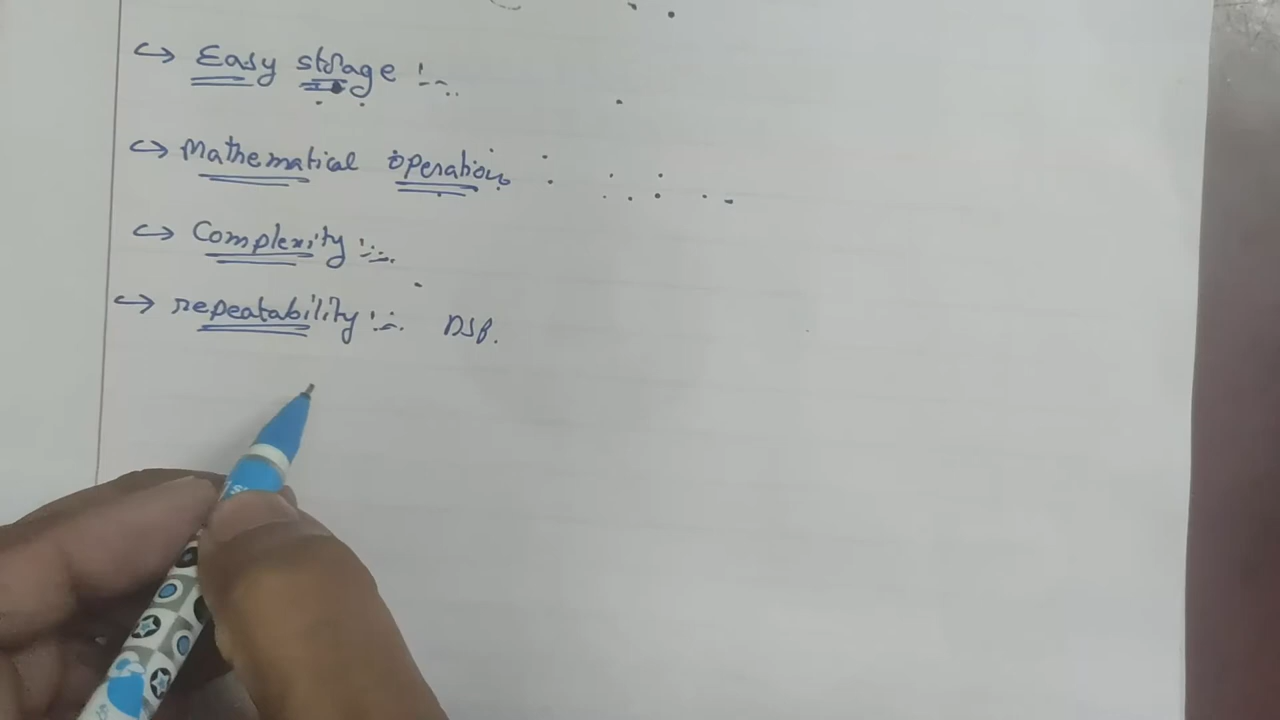 ↪ Easy storage :-
↪ Mathematical operations :
↪ Complexity :-
↪ repeatability :- DSP.